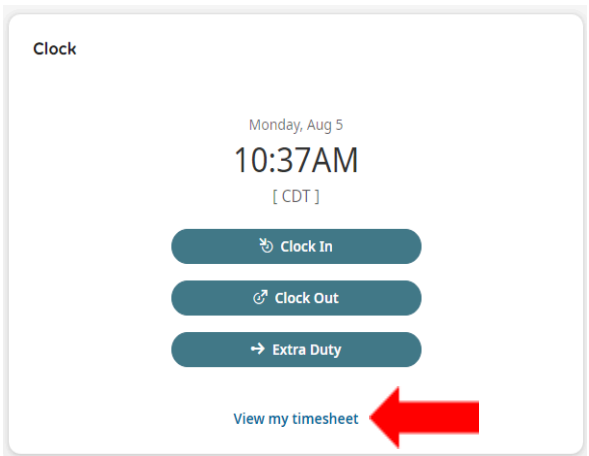 Clock
Monday, Aug 5
10:37AM
[ CDT ]
Clock In
Clock Out
Extra Duty
View my timesheet